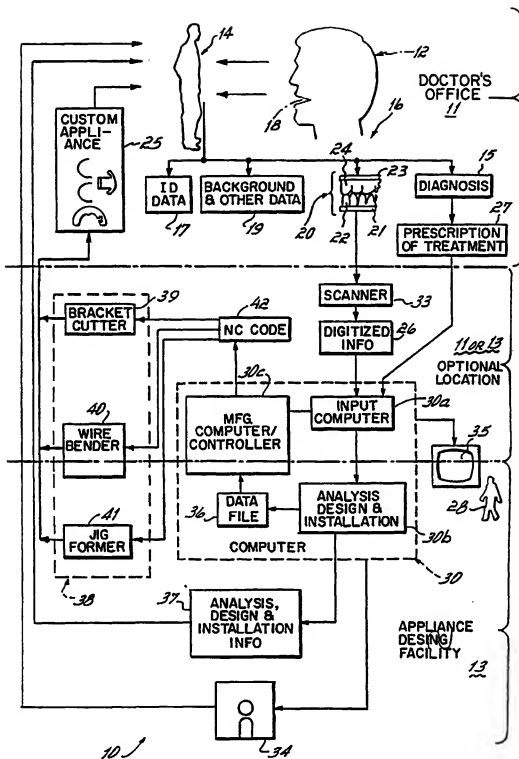 14
12
DOCTOR'S
OFFICE
11
18
16
CUSTOM
APPLI-
ANCE
25
24
23
20
22
21
ID
DATA
17
BACKGROUND
& OTHER DATA
19
DIAGNOSIS
15
27
PRESCRIPTION
OF TREATMENT
SCANNER
33
DIGITIZED
INFO
26
11 OR 13
OPTIONAL
LOCATION
39
BRACKET
CUTTER
42
NC CODE
30c
MFG
COMPUTER/
CONTROLLER
INPUT
COMPUTER
30a
40
WIRE
BENDER
35
28
36
DATA
FILE
ANALYSIS
DESIGN &
INSTALLATION
30b
COMPUTER
30
41
JIG
FORMER
38
37
ANALYSIS,
DESIGN &
INSTALLATION
INFO
APPLIANCE
DESING/
FACILITY
13
34
10